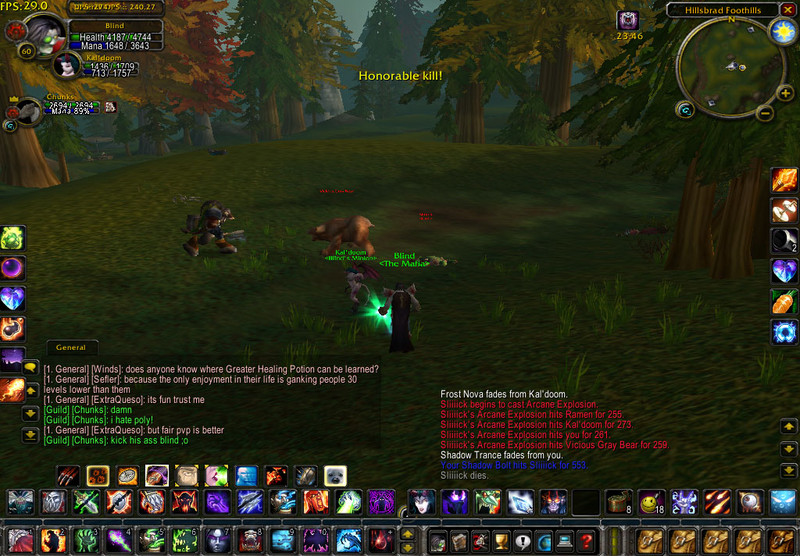 FPS:29.0
Blind
Health 4187 / 4744
Mana 1648 / 3643
60
Kal'doom
1436 / 1709
713 / 1757
Chunks
2694 / 2694
Mana 89%
Honorable kill!
23:46
Hillsbrad Foothills
N
Kal'doom
<Blind's Minion>
Blind
<The Mafia>
General
[1. General] [Winds]: does anyone know where Greater Healing Potion can be learned?
[1. General] [Sefler]: because the only enjoyment in their life is ganking people 30
levels lower than them
[1. General] [ExtraQueso]: its fun trust me
[Guild] [Chunks]: damn
[Guild] [Chunks]: i hate poly!
[1. General] [ExtraQueso]: but fair pvp is better
[Guild] [Chunks]: kick his ass blind ;o
Frost Nova fades from Kal'doom.
Sliiiick begins to cast Arcane Explosion.
Sliiiick's Arcane Explosion hits Ramen for 255.
Sliiiick's Arcane Explosion hits Kal'doom for 273.
Sliiiick's Arcane Explosion hits you for 261.
Sliiiick's Arcane Explosion hits Vicious Gray Bear for 259.
Shadow Trance fades from you.
Your Shadow Bolt hits Sliiiick for 553.
Sliiiick dies.
2
8
18